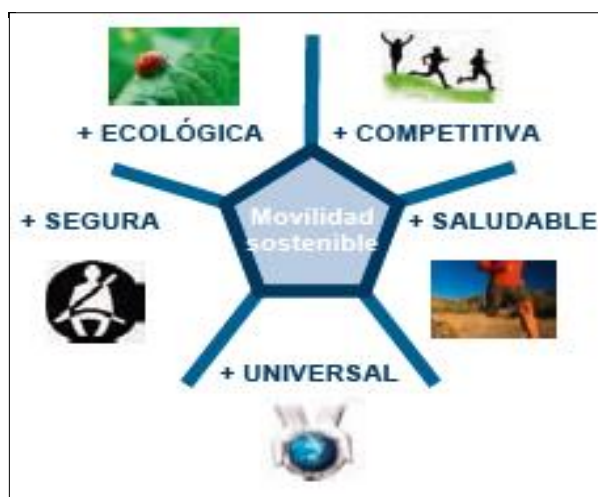 + ECOLÓGICA
+ COMPETITIVA
+ SEGURA
Movilidad
sostenible
+ SALUDABLE
+ UNIVERSAL